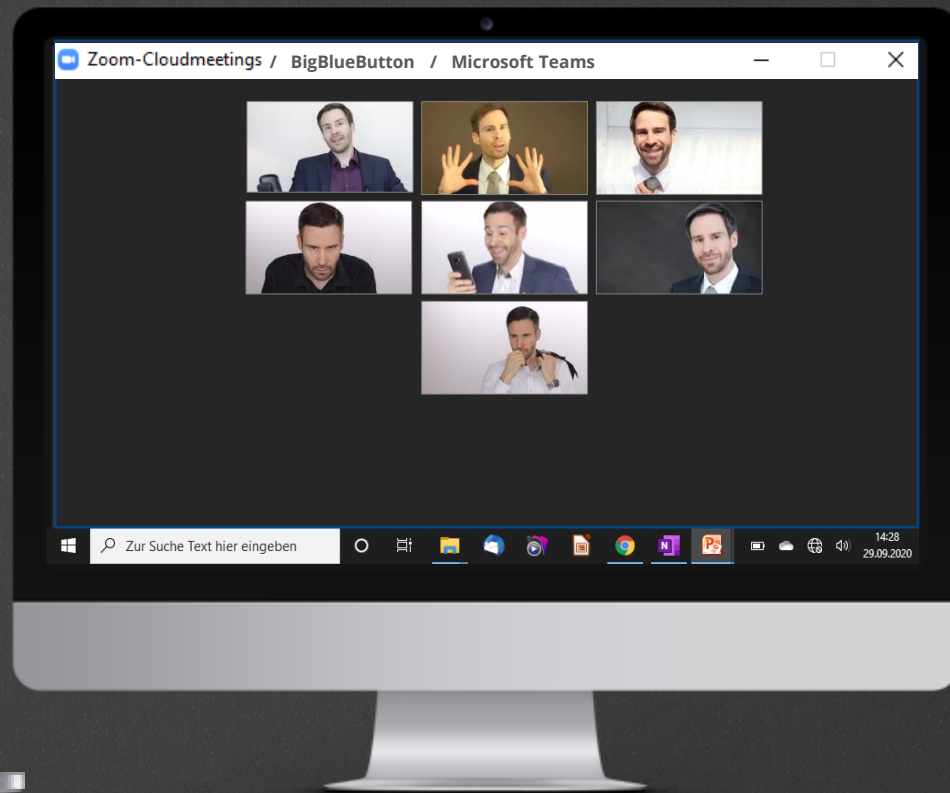 Zoom-Cloudmeetings / BigBlueButton / Microsoft Teams
Zur Suche Text hier eingeben
N
P
14:28
29.09.2020